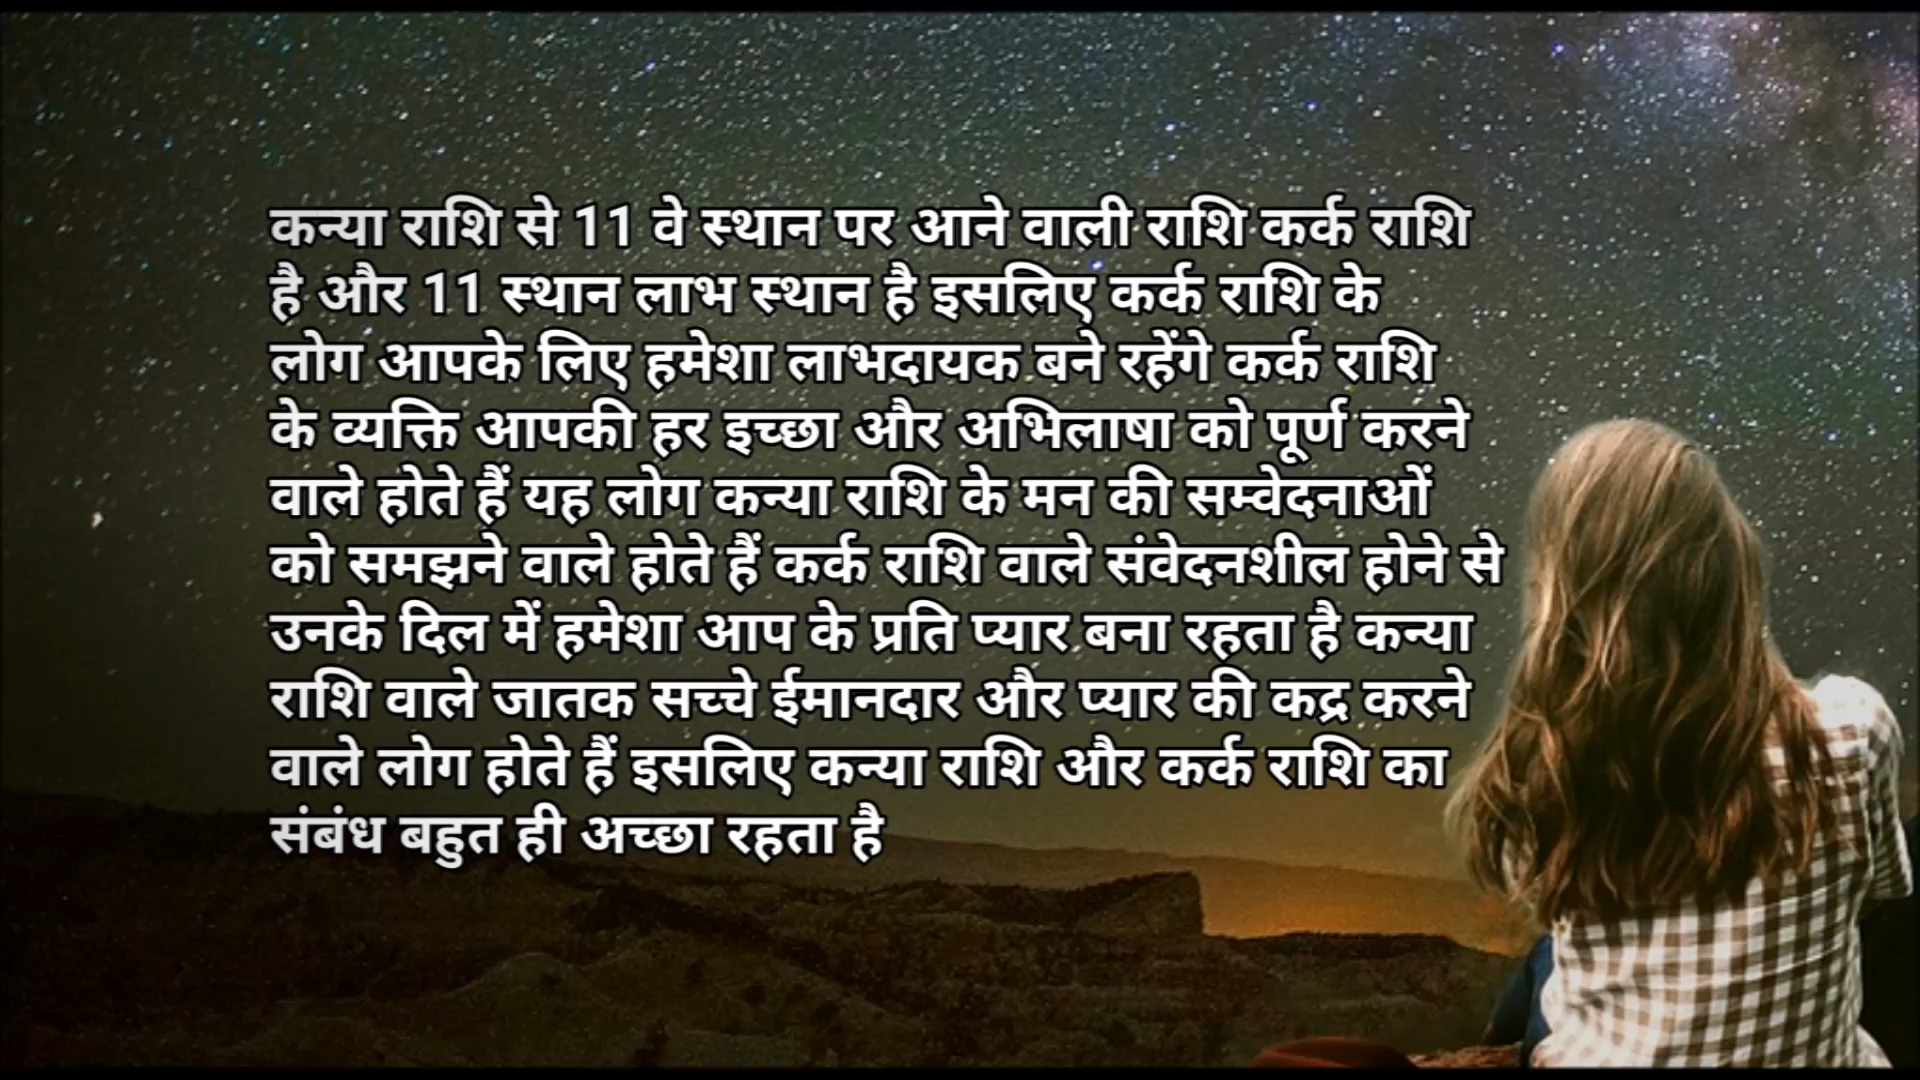 कन्या राशि से 11 वे स्थान पर आने वाली राशि कर्क राशि
है और 11 स्थान लाभ स्थान है इसलिए कर्क राशि के
लोग आपके लिए हमेशा लाभदायक बने रहेंगे कर्क राशि
के व्यक्ति आपकी हर इच्छा और अभिलाषा को पूर्ण करने
वाले होते हैं यह लोग कन्या राशि के मन की सम्वेदनाओं
को समझने वाले होते हैं कर्क राशि वाले संवेदनशील होने से
उनके दिल में हमेशा आप के प्रति प्यार बना रहता है कन्या
राशि वाले जातक सच्चे ईमानदार और प्यार की कद्र करने
वाले लोग होते हैं इसलिए कन्या राशि और कर्क राशि का
संबंध बहुत ही अच्छा रहता है